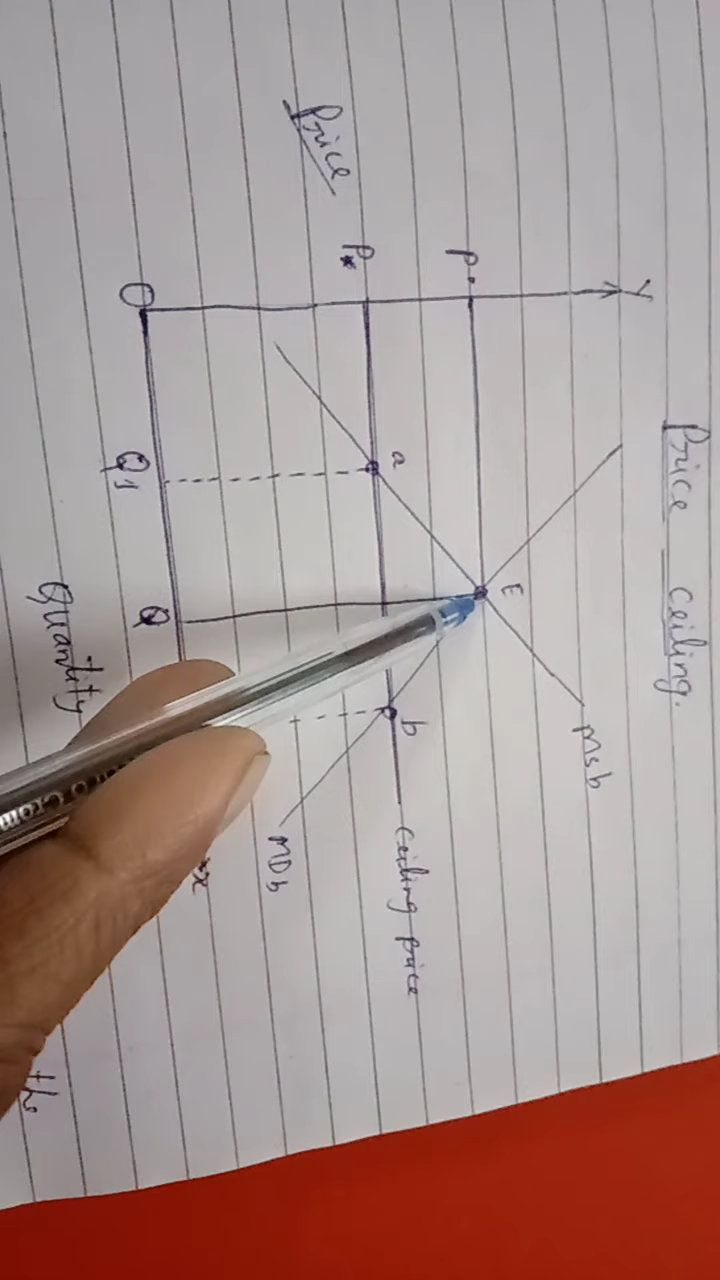 Price ceiling.
Y
P.
E
MSb
P*
a
b
Ceiling price
Price
MDb
O
Q1
Q
x
Quantity